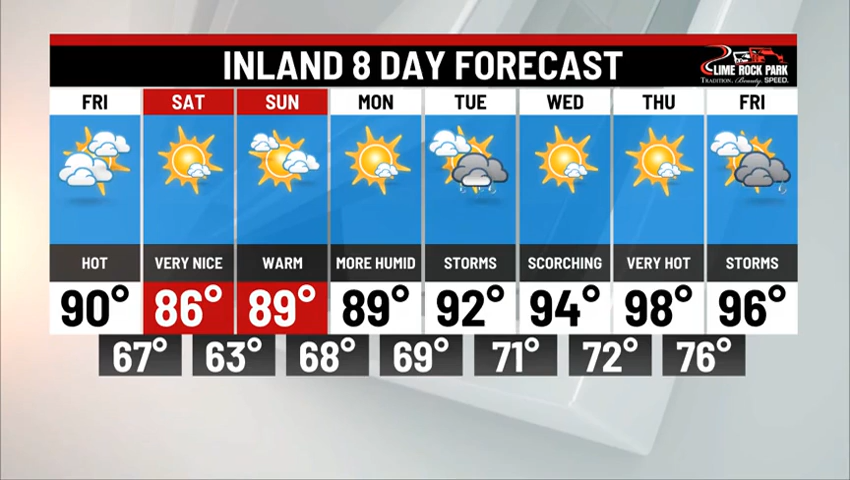 INLAND 8 DAY FORECAST
LIME ROCK PARK
TRADITION. Beauty. SPEED.
FRI SAT SUN MON TUE WED THU FRI
HOT VERY NICE WARM MORE HUMID STORMS SCORCHING VERY HOT STORMS
90° 86° 89° 89° 92° 94° 98° 96°
67° 63° 68° 69° 71° 72° 76°